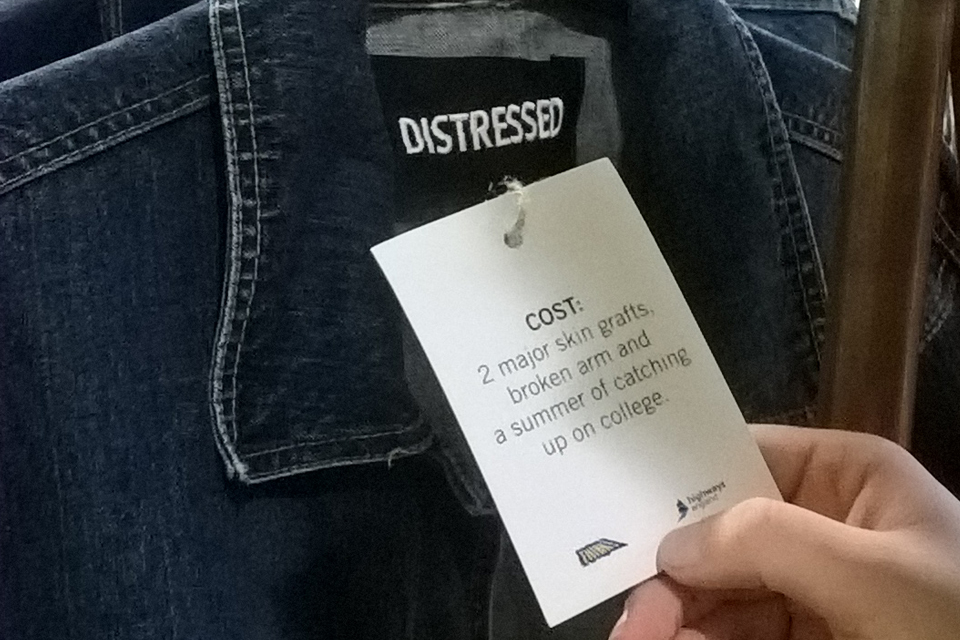 DISTRESSED
COST:
2 major skin grafts,
broken arm and
a summer of catching
up on college.
highways
england